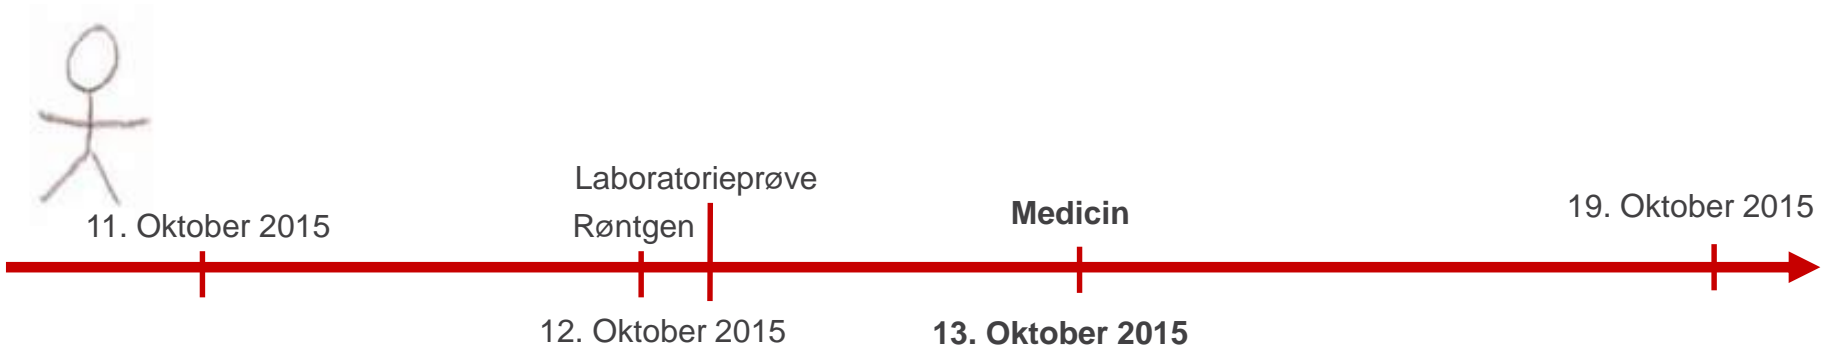 Laboratorieprøve
11. Oktober 2015
Røntgen
Medicin
19. Oktober 2015
12. Oktober 2015
13. Oktober 2015